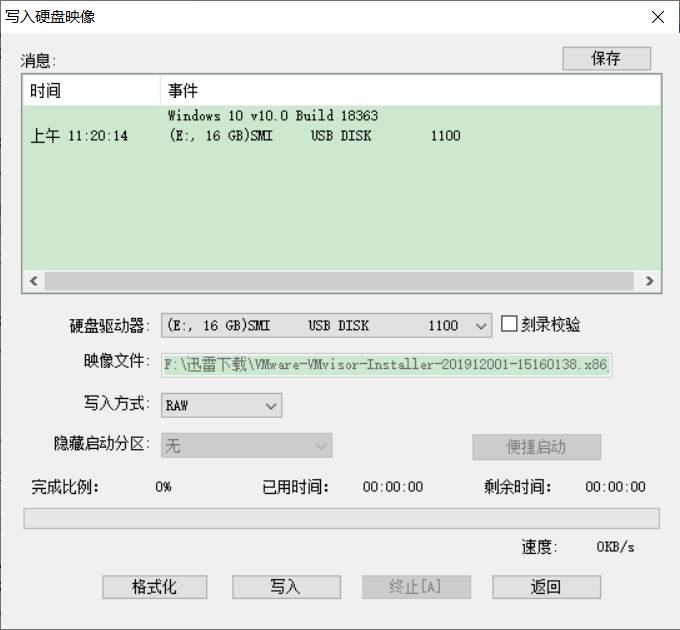 写入硬盘映像
消息:
保存
时间 事件
Windows 10 v10.0 Build 18363
上午 11:20:14 (E:, 16 GB)SMI USB DISK 1100
硬盘驱动器: (E:, 16 GB)SMI USB DISK 1100 刻录校验
映像文件: F:\迅雷下载\VMware-VMvisor-Installer-201912001-15160138.x86_
写入方式: RAW
隐藏启动分区: 无 便捷启动
完成比例: 0% 已用时间: 00:00:00 剩余时间: 00:00:00
速度: 0KB/s
格式化 写入 终止[A] 返回